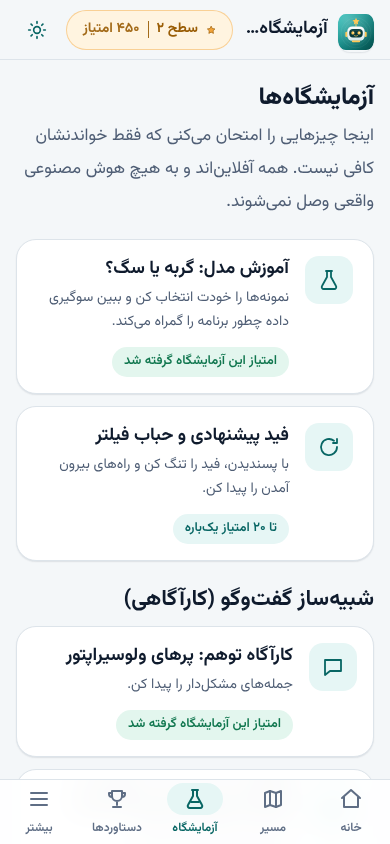 آزمایشگاه...
سطح ۲ | ۴۵۰ امتیاز
آزمایشگاه‌ها
اینجا چیزهایی را امتحان می‌کنی که فقط خواندنشان
کافی نیست. همه آفلاین‌اند و به هیچ هوش مصنوعی
واقعی وصل نمی‌شوند.
آموزش مدل: گربه یا سگ؟
نمونه‌ها را خودت انتخاب کن و ببین سوگیری
داده چطور برنامه را گمراه می‌کند.
امتیاز این آزمایشگاه گرفته شد
فید پیشنهادی و حباب فیلتر
با پسندیدن، فید را تنگ کن و راه‌های بیرون
آمدن را پیدا کن.
تا ۲۰ امتیاز یک‌باره
شبیه‌ساز گفت‌وگو (کارآگاهی)
کارآگاه توهم: پرهای ولوسیراپتور
جمله‌های مشکل‌دار را پیدا کن.
امتیاز این آزمایشگاه گرفته شد
خانه
مسیر
آزمایشگاه
دستاوردها
بیشتر